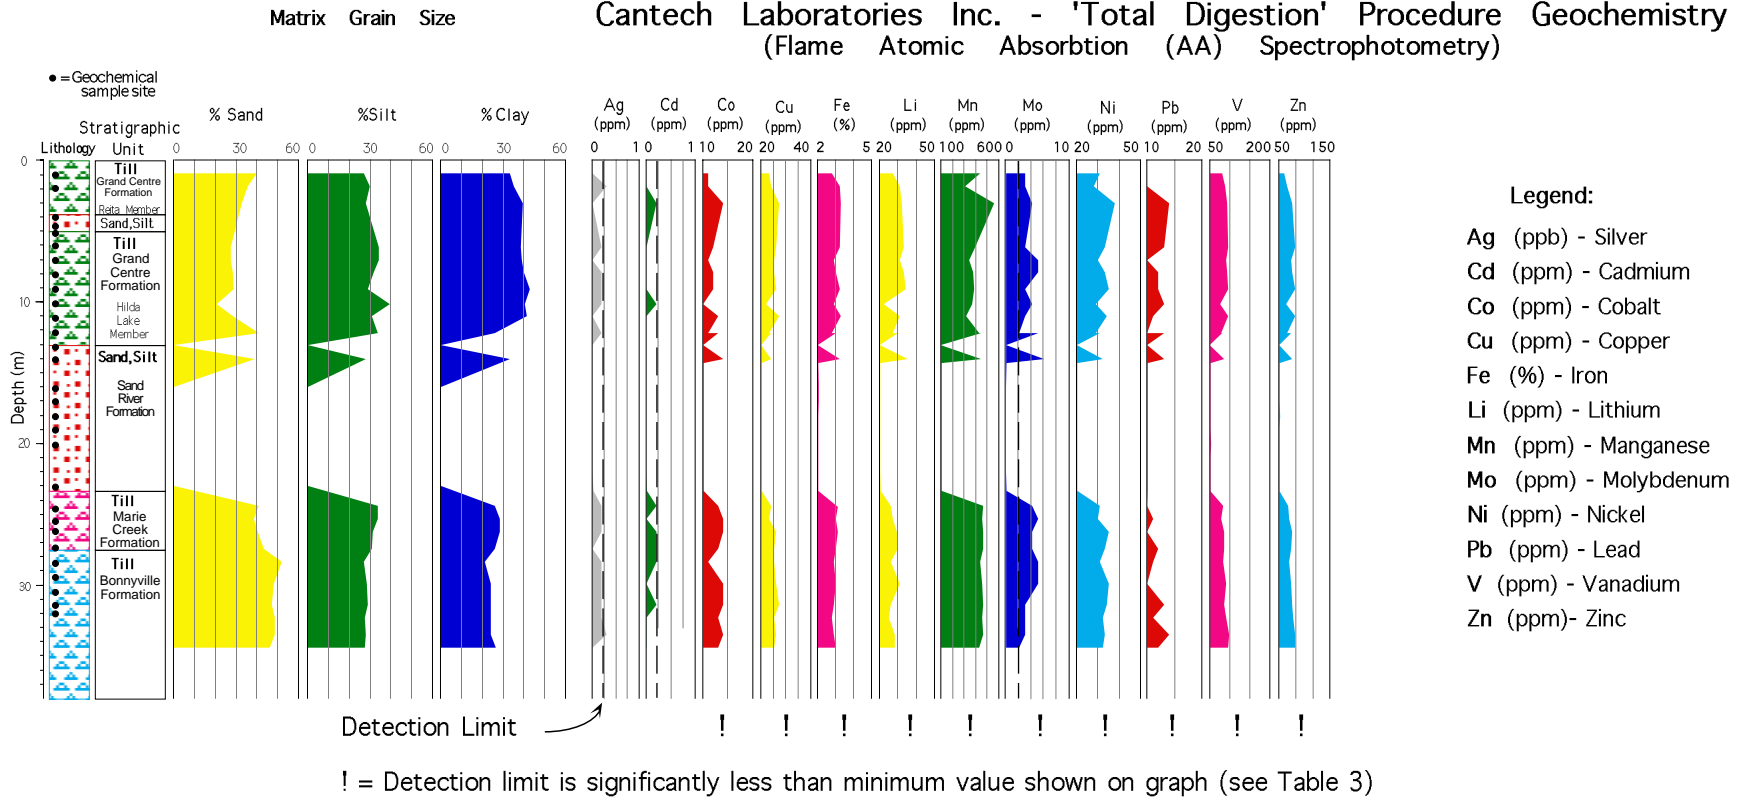 Matrix Grain Size
Cantech Laboratories Inc. - 'Total Digestion' Procedure Geochemistry
(Flame Atomic Absorbtion (AA) Spectrophotometry)
● = Geochemical
sample site
% Sand %Silt % Clay Ag Cd Co Cu Fe Li Mn Mo Ni Pb V Zn
(ppm) (ppm) (ppm) (ppm) (%) (ppm) (ppm) (ppm) (ppm) (ppm) (ppm) (ppm)
Stratigraphic
Lithology Unit
0 30 60 0 30 60 0 30 60 0 1 0 1 10 20 20 40 2 5 20 50 100 600 0 10 20 50 10 20 50 200 50 150
Depth (m)
0
10
20
30
Till
Grand Centre
Formation
Reita Member
Sand,Silt
Till
Grand
Centre
Formation
Hilda
Lake
Member
Sand,Silt
Sand
River
Formation
Till
Marie
Creek
Formation
Till
Bonnyville
Formation
Legend:
Ag (ppb) - Silver
Cd (ppm) - Cadmium
Co (ppm) - Cobalt
Cu (ppm) - Copper
Fe (%) - Iron
Li (ppm) - Lithium
Mn (ppm) - Manganese
Mo (ppm) - Molybdenum
Ni (ppm) - Nickel
Pb (ppm) - Lead
V (ppm) - Vanadium
Zn (ppm)- Zinc
Detection Limit ! ! ! ! ! ! ! ! ! !
! = Detection limit is significantly less than minimum value shown on graph (see Table 3)